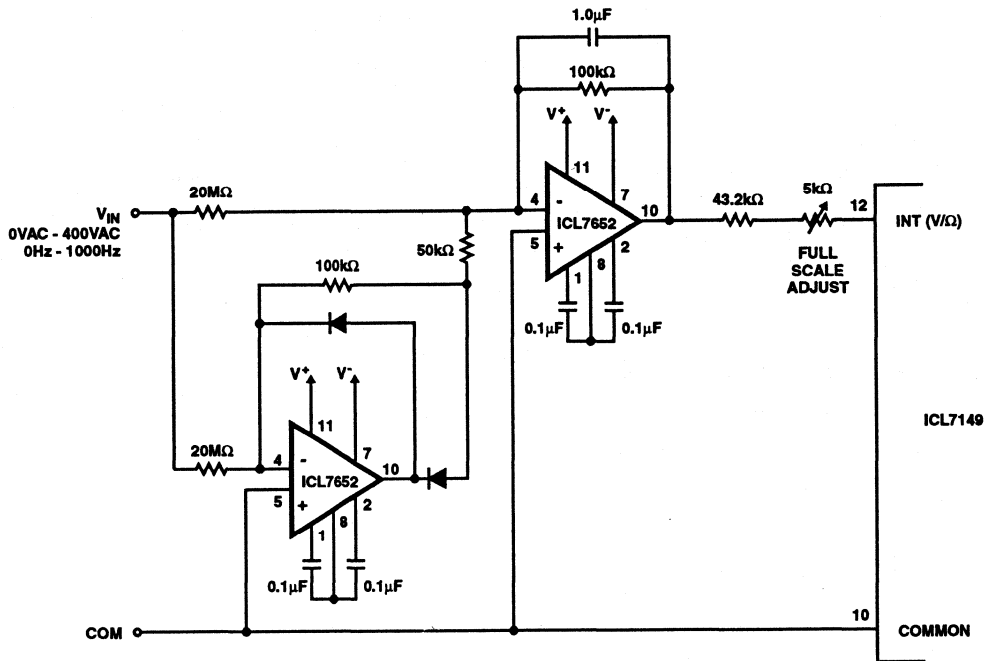 1.0µF
100kΩ
V+
V-
11
20MΩ
4
-
7
43.2kΩ
5kΩ
12
VIN
0VAC - 400VAC
0Hz - 1000Hz
ICL7652
10
INT (V/Ω)
5
+
2
50kΩ
8
1
FULL
SCALE
ADJUST
100kΩ
0.1µF
0.1µF
V+
V-
ICL7149
11
20MΩ
4
-
7
ICL7652
10
5
+
2
8
1
0.1µF
0.1µF
10
COM
COMMON